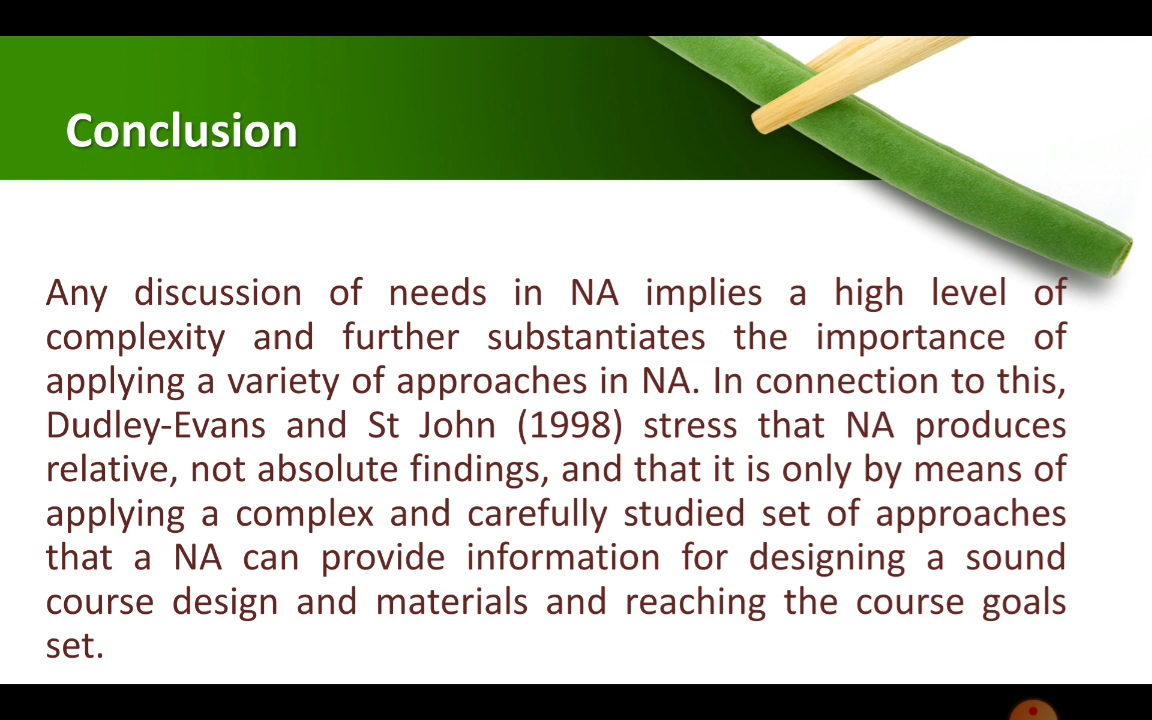 Conclusion
Any discussion of needs in NA implies a high level of
complexity and further substantiates the importance of
applying a variety of approaches in NA. In connection to this,
Dudley-Evans and St John (1998) stress that NA produces
relative, not absolute findings, and that it is only by means of
applying a complex and carefully studied set of approaches
that a NA can provide information for designing a sound
course design and materials and reaching the course goals
set.